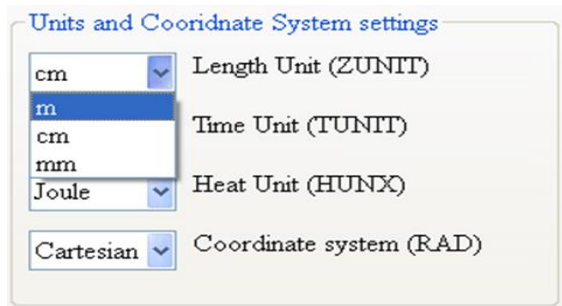 Units and Cooridnate System settings
cm Length Unit (ZUNIT)
m
cm Time Unit (TUNIT)
mm
Joule Heat Unit (HUNX)
Cartesian Coordinate system (RAD)